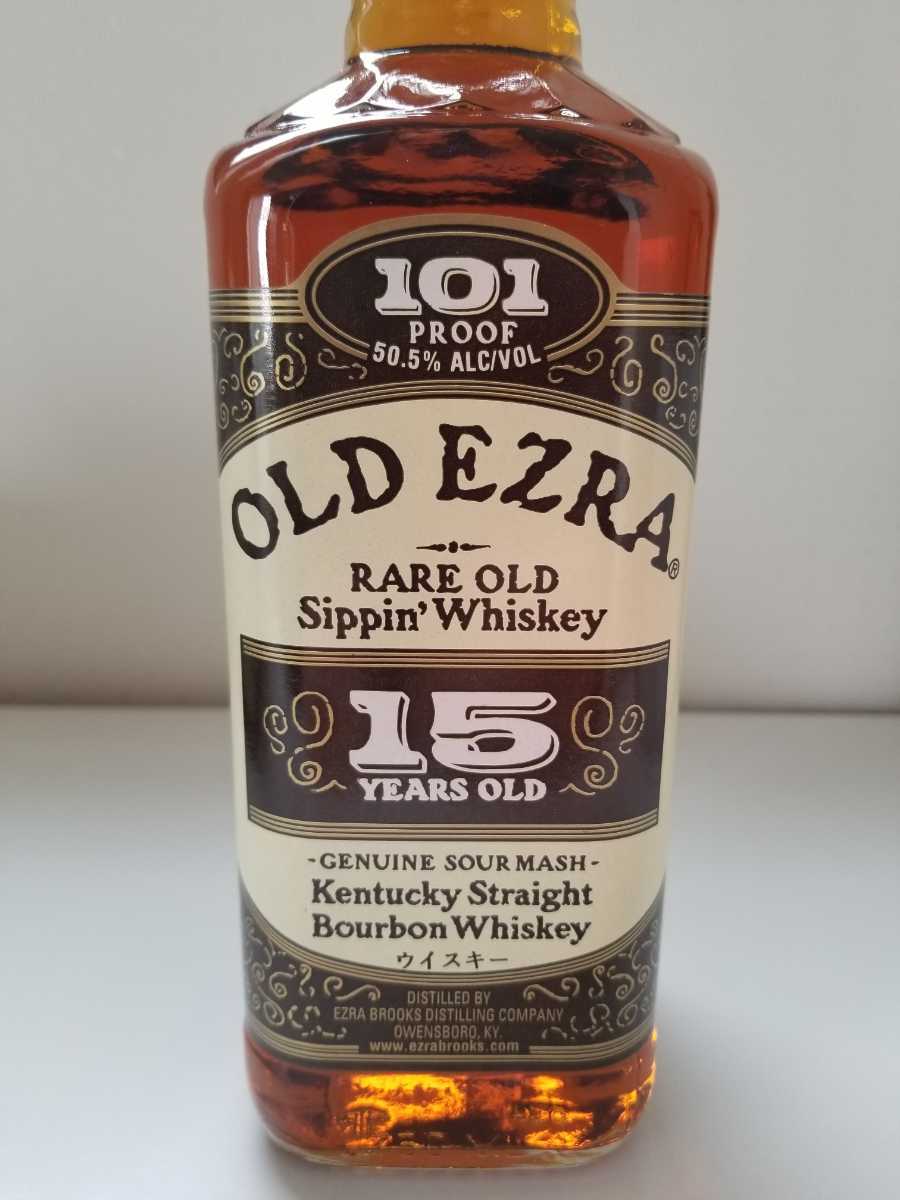 101
PROOF
50.5% ALC/VOL
OLD EZRA®
RARE OLD
Sippin' Whiskey
15
YEARS OLD
-GENUINE SOUR MASH-
Kentucky Straight
Bourbon Whiskey
ウイスキー
DISTILLED BY
EZRA BROOKS DISTILLING COMPANY
OWENSBORO, KY.
www.ezrabrooks.com